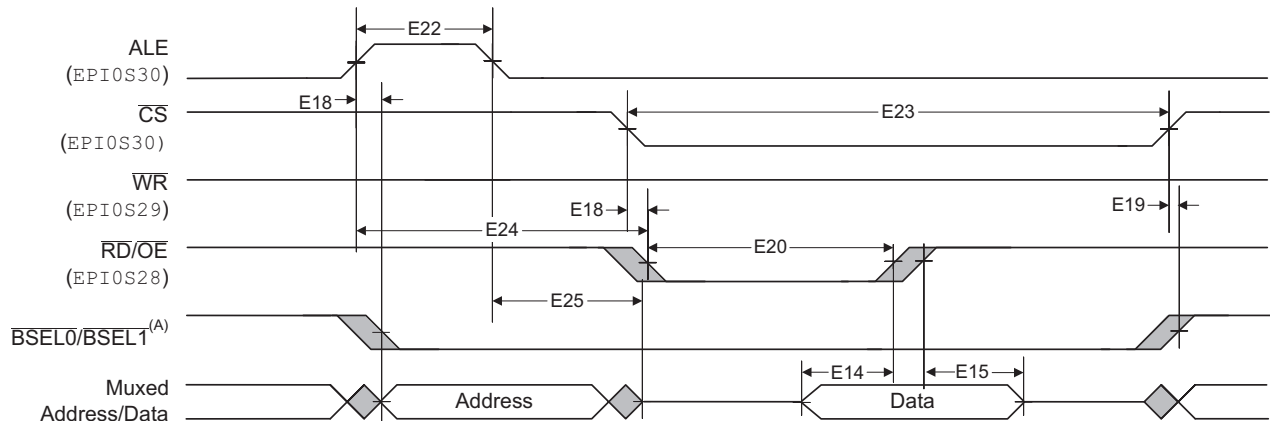 E22
ALE
(EPI0S30)
E18
CS
E23
(EPI0S30)
WR
(EPI0S29)
E18
E19
E24
RD/OE
E20
(EPI0S28)
E25
BSEL0/BSEL1(A)
E14
E15
Muxed
Address/Data
Address
Data